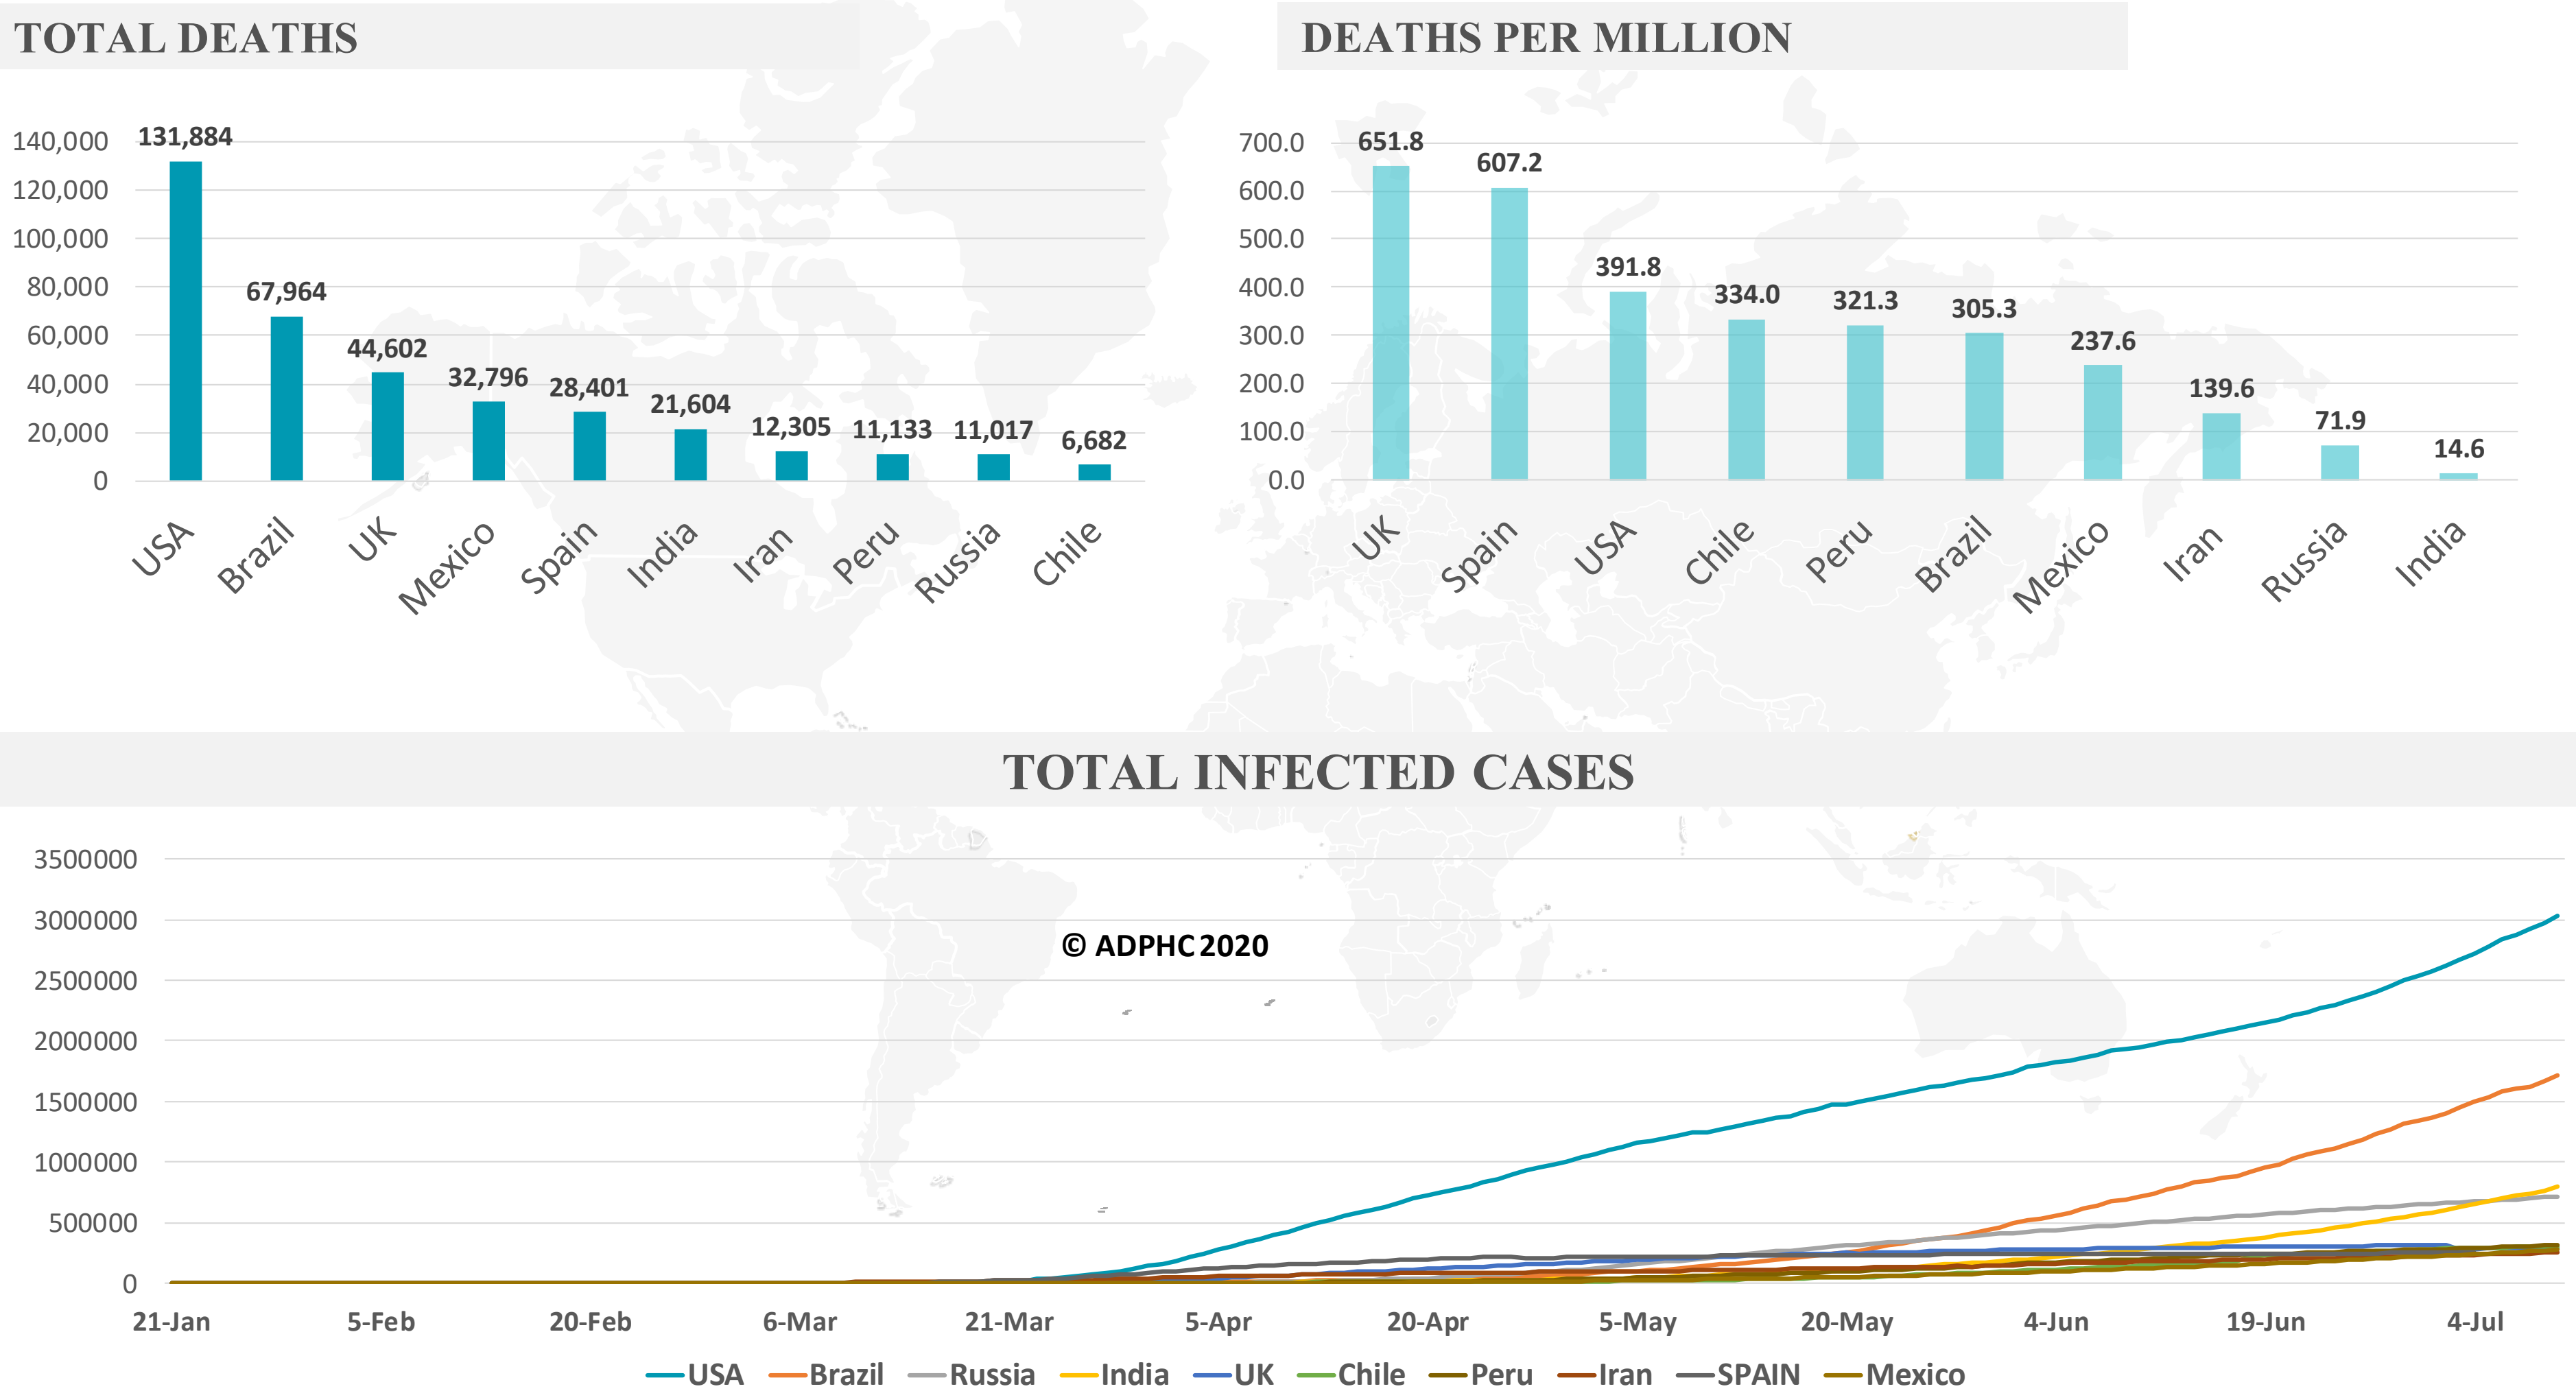 TOTAL DEATHS
140,000
120,000
100,000
80,000
60,000
40,000
20,000
0
131,884
67,964
44,602
32,796
28,401
21,604
12,305
11,133
11,017
6,682
USA
Brazil
UK
Mexico
Spain
India
Iran
Peru
Russia
Chile
DEATHS PER MILLION
700.0
600.0
500.0
400.0
300.0
200.0
100.0
0.0
651.8
607.2
391.8
334.0
321.3
305.3
237.6
139.6
71.9
14.6
UK
Spain
USA
Chile
Peru
Brazil
Mexico
Iran
Russia
India
TOTAL INFECTED CASES
3500000
3000000
2500000
2000000
1500000
1000000
500000
0
© ADPHC 2020
21-Jan 5-Feb 20-Feb 6-Mar 21-Mar 5-Apr 20-Apr 5-May 20-May 4-Jun 19-Jun 4-Jul
USA Brazil Russia India UK Chile Peru Iran SPAIN Mexico